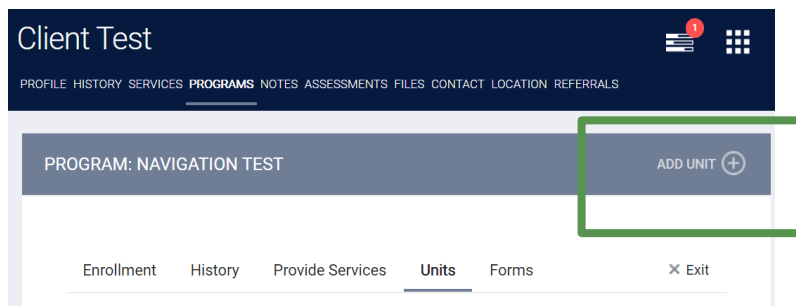 Client Test
1
PROFILE HISTORY SERVICES PROGRAMS NOTES ASSESSMENTS FILES CONTACT LOCATION REFERRALS
PROGRAM: NAVIGATION TEST ADD UNIT
Enrollment History Provide Services Units Forms × Exit